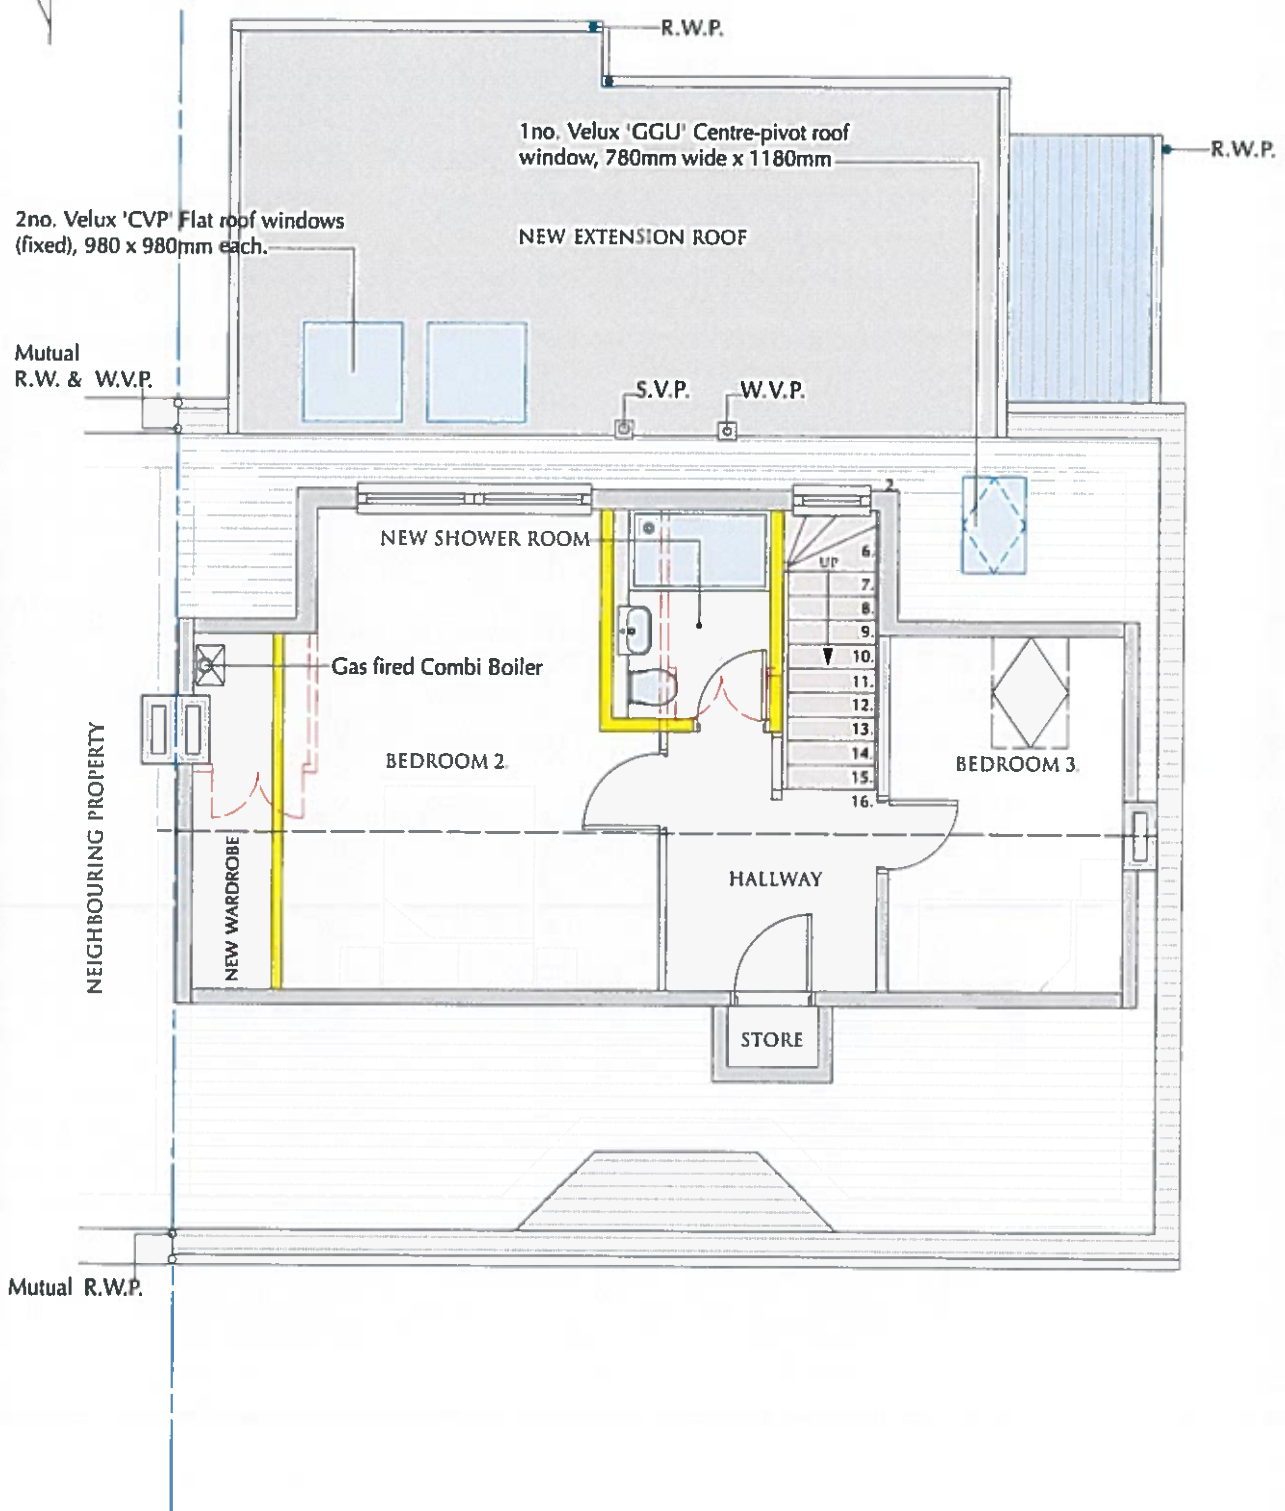 R.W.P.
1no. Velux 'GGU' Centre-pivot roof
window, 780mm wide x 1180mm
R.W.P.
2no. Velux 'CVP' Flat roof windows
(fixed), 980 x 980mm each.
NEW EXTENSION ROOF
Mutual
R.W. & W.V.P.
S.V.P.
W.V.P.
2.
NEW SHOWER ROOM
UP
6.
7.
8.
9.
10.
11.
12.
13.
14.
15.
16.
Gas fired Combi Boiler
BEDROOM 2.
BEDROOM 3.
NEIGHBOURING PROPERTY
NEW WARDROBE
HALLWAY
STORE
Mutual R.W.P.